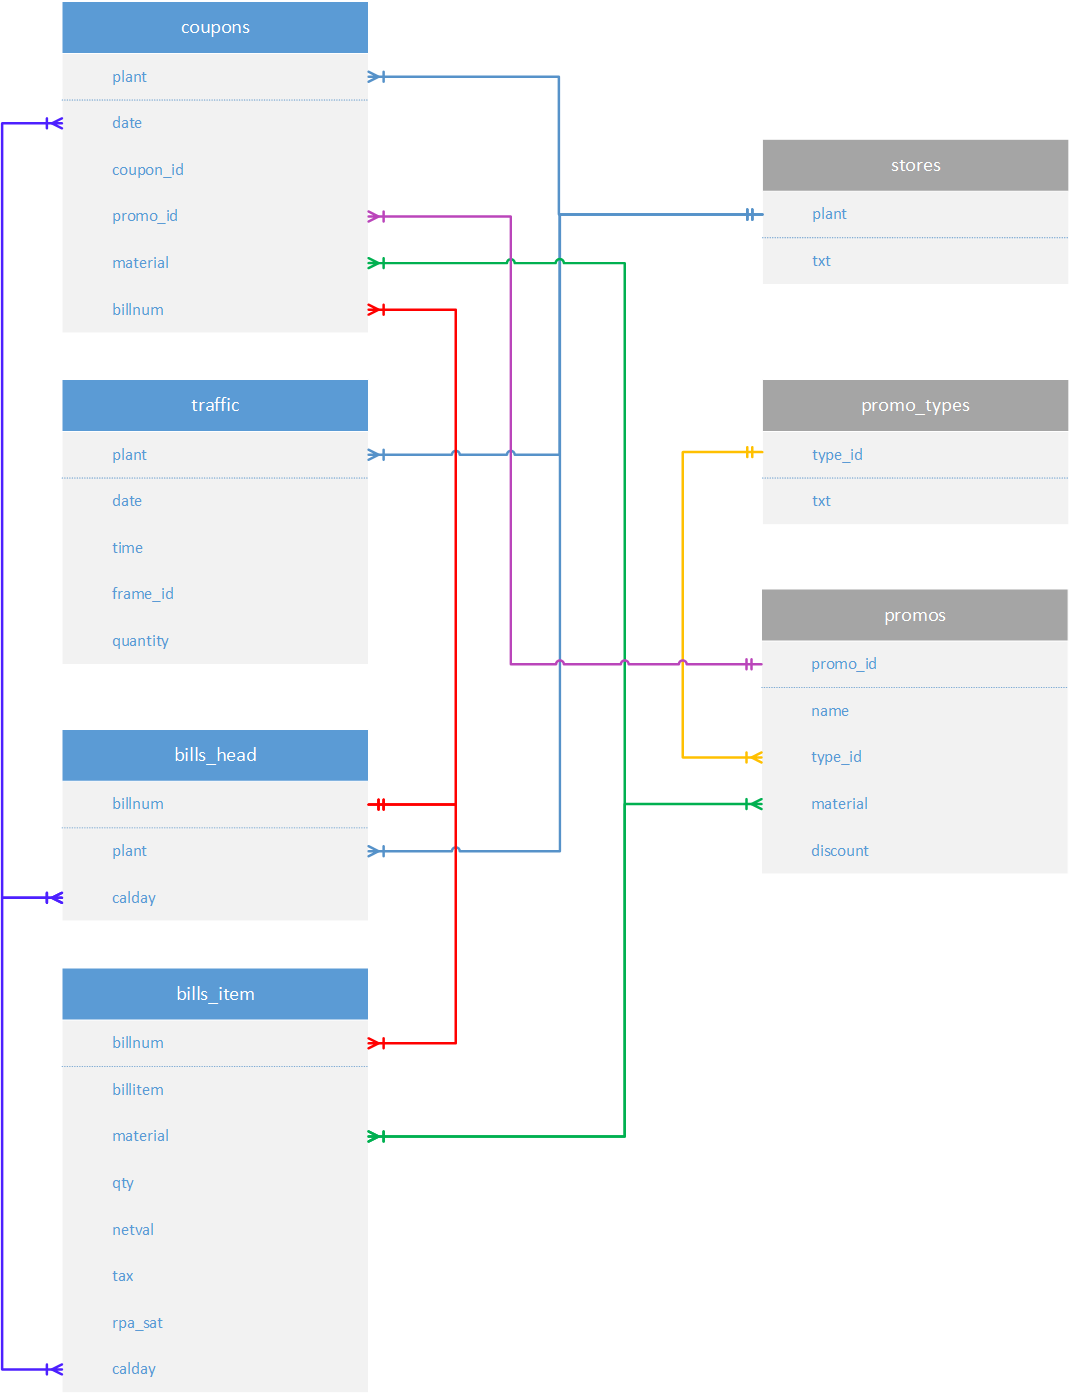 coupons
plant
date
coupon_id
promo_id
material
billnum
traffic
plant
date
time
frame_id
quantity
bills_head
billnum
plant
calday
bills_item
billnum
billitem
material
qty
netval
tax
rpa_sat
calday
stores
plant
txt
promo_types
type_id
txt
promos
promo_id
name
type_id
material
discount